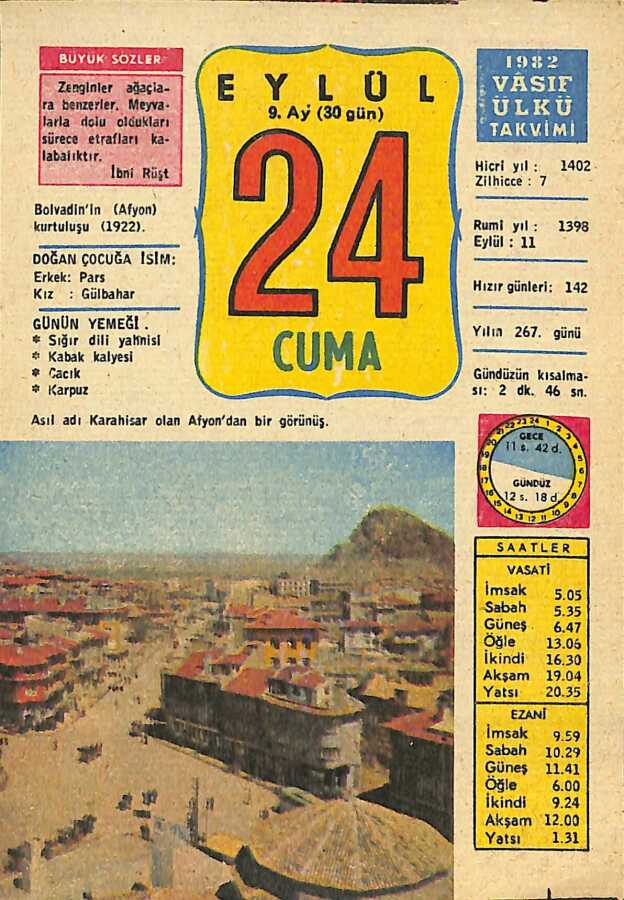 BÜYÜK SÖZLER
Zenginler ağaçla-
ra benzerler. Meyva-
larla dolu oldukları
sürece etrafları ka-
labalıktır.
İbni Rüşt
Bolvadin'in (Afyon)
kurtuluşu (1922).
DOĞAN ÇOCUĞA İSİM:
Erkek: Pars
Kız : Gülbahar
GÜNÜN YEMEĞİ .
* Sığır dili yahnisi
* Kabak kalyesi
* Cacık
* Karpuz
EYLÜL
9. Ay (30 gün)
24
CUMA
1982
VÂSIF
ÜLKÜ
TAKVİMİ
Hicri yıl : 1402
Zilhicce : 7
Rumi yıl : 1398
Eylül : 11
Hızır günleri: 142
Yılın 267. günü
Gündüzün kısalma-
sı: 2 dk. 46 sn.
Asıl adı Karahisar olan Afyon'dan bir görünüş.
GECE
11 s. 42 d.
GÜNDÜZ
12 s. 18 d.
SAATLER
VASATİ
İmsak 5.05
Sabah 5.35
Güneş 6.47
Öğle 13.06
İkindi 16.30
Akşam 19.04
Yatsı 20.35
EZANİ
İmsak 9.59
Sabah 10.29
Güneş 11.41
Öğle 6.00
İkindi 9.24
Akşam 12.00
Yatsı 1.31